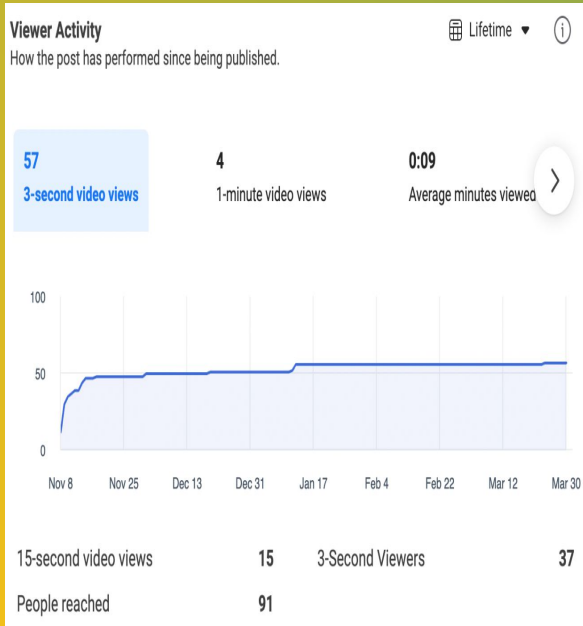 Viewer Activity
Lifetime
How the post has performed since being published.
57
3-second video views
4
1-minute video views
0:09
Average minutes viewed
100
50
0
Nov 8 Nov 25 Dec 13 Dec 31 Jan 17 Feb 4 Feb 22 Mar 12 Mar 30
15-second video views 15
3-Second Viewers 37
People reached 91